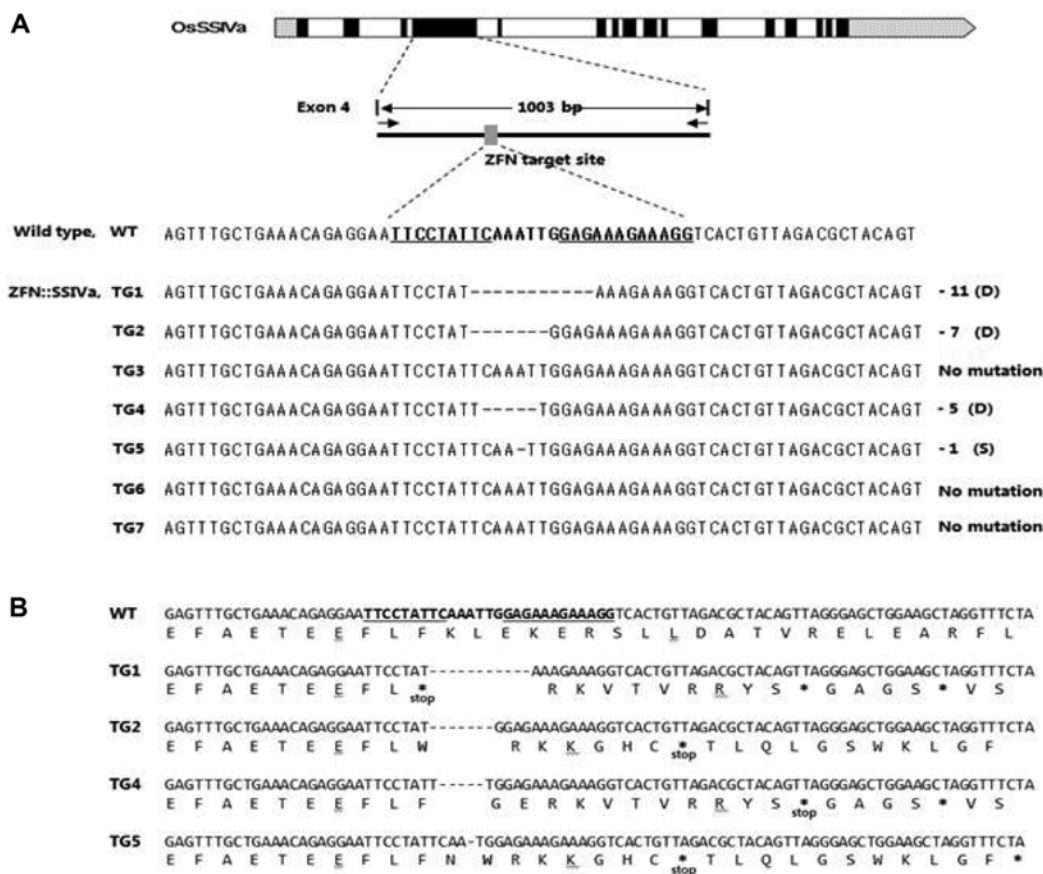 A
OsSSIVa
Exon 4
1003 bp
ZFN target site
Wild type, WT AGTTTGCTGAAACAGAGGAATTCCTATTCAAATTGGAGAAAGAAAGGTCACTGTTAGACGCTACAGT
ZFN::SSIVa, TG1 AGTTTGCTGAAACAGAGGAATTCCTAT-----------AAAGAAAGGTCACTGTTAGACGCTACAGT - 11 (D)
TG2 AGTTTGCTGAAACAGAGGAATTCCTAT-------GGAGAAAGAAAGGTCACTGTTAGACGCTACAGT - 7 (D)
TG3 AGTTTGCTGAAACAGAGGAATTCCTATTCAAATTGGAGAAAGAAAGGTCACTGTTAGACGCTACAGT No mutation
TG4 AGTTTGCTGAAACAGAGGAATTCCTATT-----TGGAGAAAGAAAGGTCACTGTTAGACGCTACAGT - 5 (D)
TG5 AGTTTGCTGAAACAGAGGAATTCCTATTCAA-TTGGAGAAAGAAAGGTCACTGTTAGACGCTACAGT - 1 (S)
TG6 AGTTTGCTGAAACAGAGGAATTCCTATTCAAATTGGAGAAAGAAAGGTCACTGTTAGACGCTACAGT No mutation
TG7 AGTTTGCTGAAACAGAGGAATTCCTATTCAAATTGGAGAAAGAAAGGTCACTGTTAGACGCTACAGT No mutation
B
WT GAGTTTGCTGAAACAGAGGAATTCCTATTCAAATTGGAGAAAGAAAGGTCACTGTTAGACGCTACAGTTAGGGAGCTGGAAGCTAGGTTTCTA
E F A E T E E F L F K L E K E R S L L D A T V R E L E A R F L
TG1 GAGTTTGCTGAAACAGAGGAATTCCTAT-----------AAAGAAAGGTCACTGTTAGACGCTACAGTTAGGGAGCTGGAAGCTAGGTTTCTA
E F A E T E E F L * R K V T V R R Y S * G A G S * V S
stop
TG2 GAGTTTGCTGAAACAGAGGAATTCCTAT-------GGAGAAAGAAAGGTCACTGTTAGACGCTACAGTTAGGGAGCTGGAAGCTAGGTTTCTA
E F A E T E E F L W R K K G H C * T L Q L G S W K L G F
stop
TG4 GAGTTTGCTGAAACAGAGGAATTCCTATT-----TGGAGAAAGAAAGGTCACTGTTAGACGCTACAGTTAGGGAGCTGGAAGCTAGGTTTCTA
E F A E T E E F L F G E R K V T V R R Y S * G A G S * V S
stop
TG5 GAGTTTGCTGAAACAGAGGAATTCCTATTCAA-TGGAGAAAGAAAGGTCACTGTTAGACGCTACAGTTAGGGAGCTGGAAGCTAGGTTTCTA
E F A E T E E F L F N W R K K G H C * T L Q L G S W K L G F *
stop